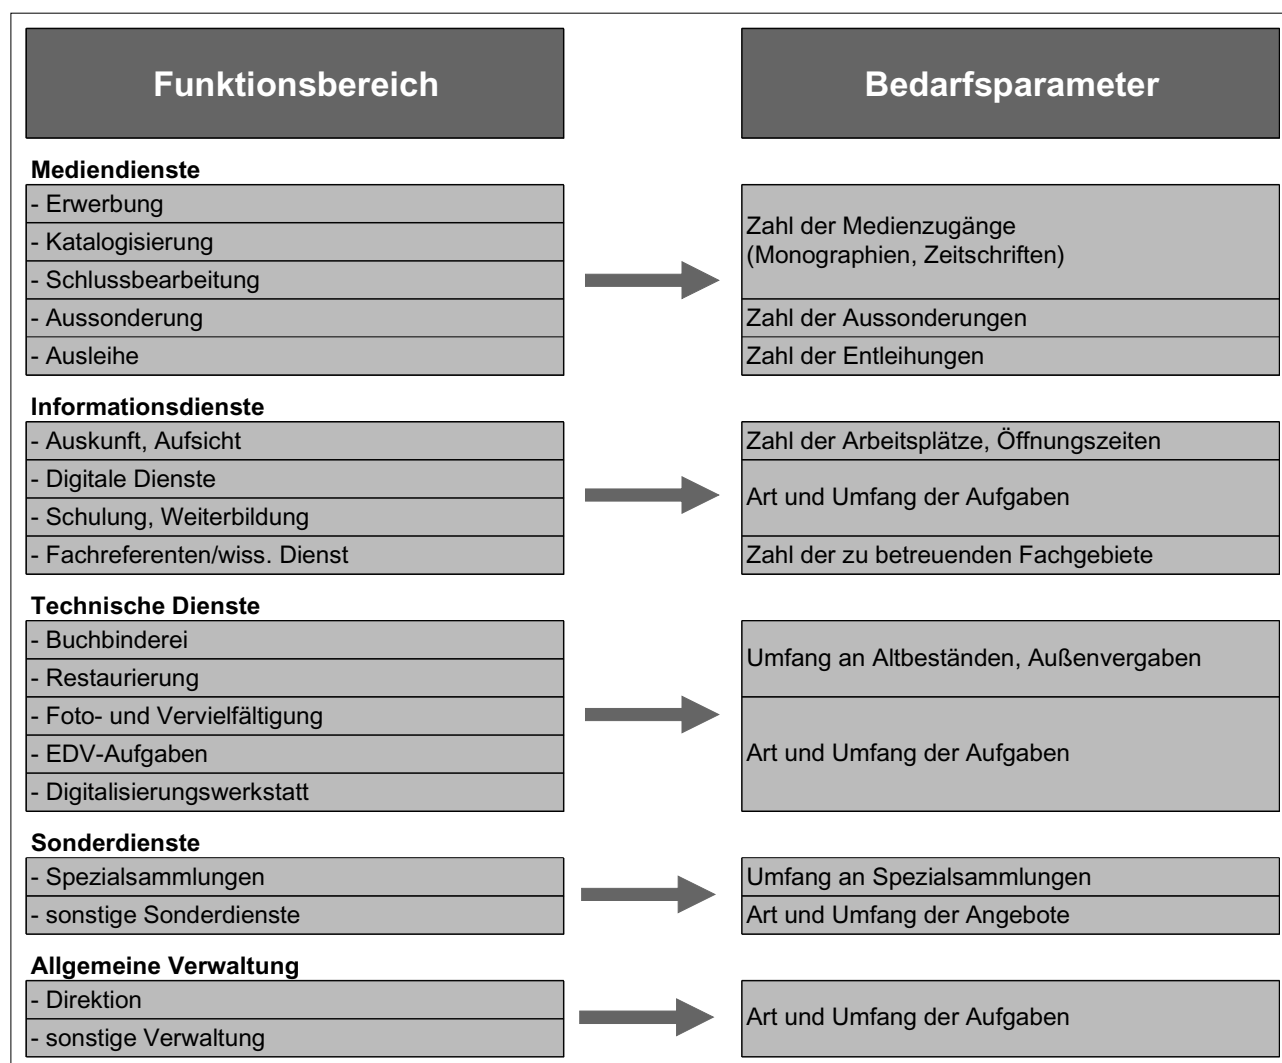 Funktionsbereich
Bedarfsparameter
Mediendienste
- Erwerbung
- Katalogisierung
- Schlussbearbeitung
- Aussonderung
- Ausleihe
Zahl der Medienzugänge
(Monographien, Zeitschriften)
Zahl der Aussonderungen
Zahl der Entleihungen
Informationsdienste
- Auskunft, Aufsicht
- Digitale Dienste
- Schulung, Weiterbildung
- Fachreferenten/wiss. Dienst
Zahl der Arbeitsplätze, Öffnungszeiten
Art und Umfang der Aufgaben
Zahl der zu betreuenden Fachgebiete
Technische Dienste
- Buchbinderei
- Restaurierung
- Foto- und Vervielfältigung
- EDV-Aufgaben
- Digitalisierungswerkstatt
Umfang an Altbeständen, Außenvergaben
Art und Umfang der Aufgaben
Sonderdienste
- Spezialsammlungen
- sonstige Sonderdienste
Umfang an Spezialsammlungen
Art und Umfang der Angebote
Allgemeine Verwaltung
- Direktion
- sonstige Verwaltung
Art und Umfang der Aufgaben